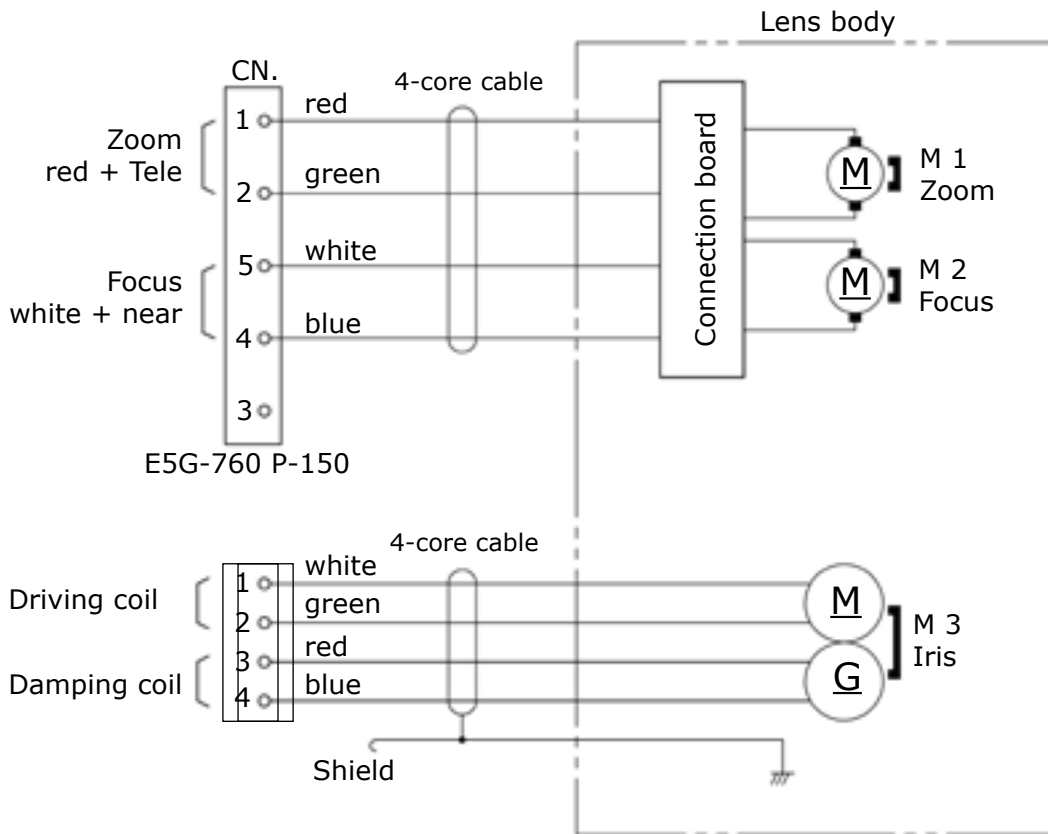 Lens body
CN.
4-core cable
1
red
Zoom
red + Tele
2
green
5
white
Focus
white + near
4
blue
3
E5G-760 P-150
Connection board
M
M 1
Zoom
M
M 2
Focus
4-core cable
Driving coil
1
white
2
green
Damping coil
3
red
4
blue
M
G
M 3
Iris
Shield